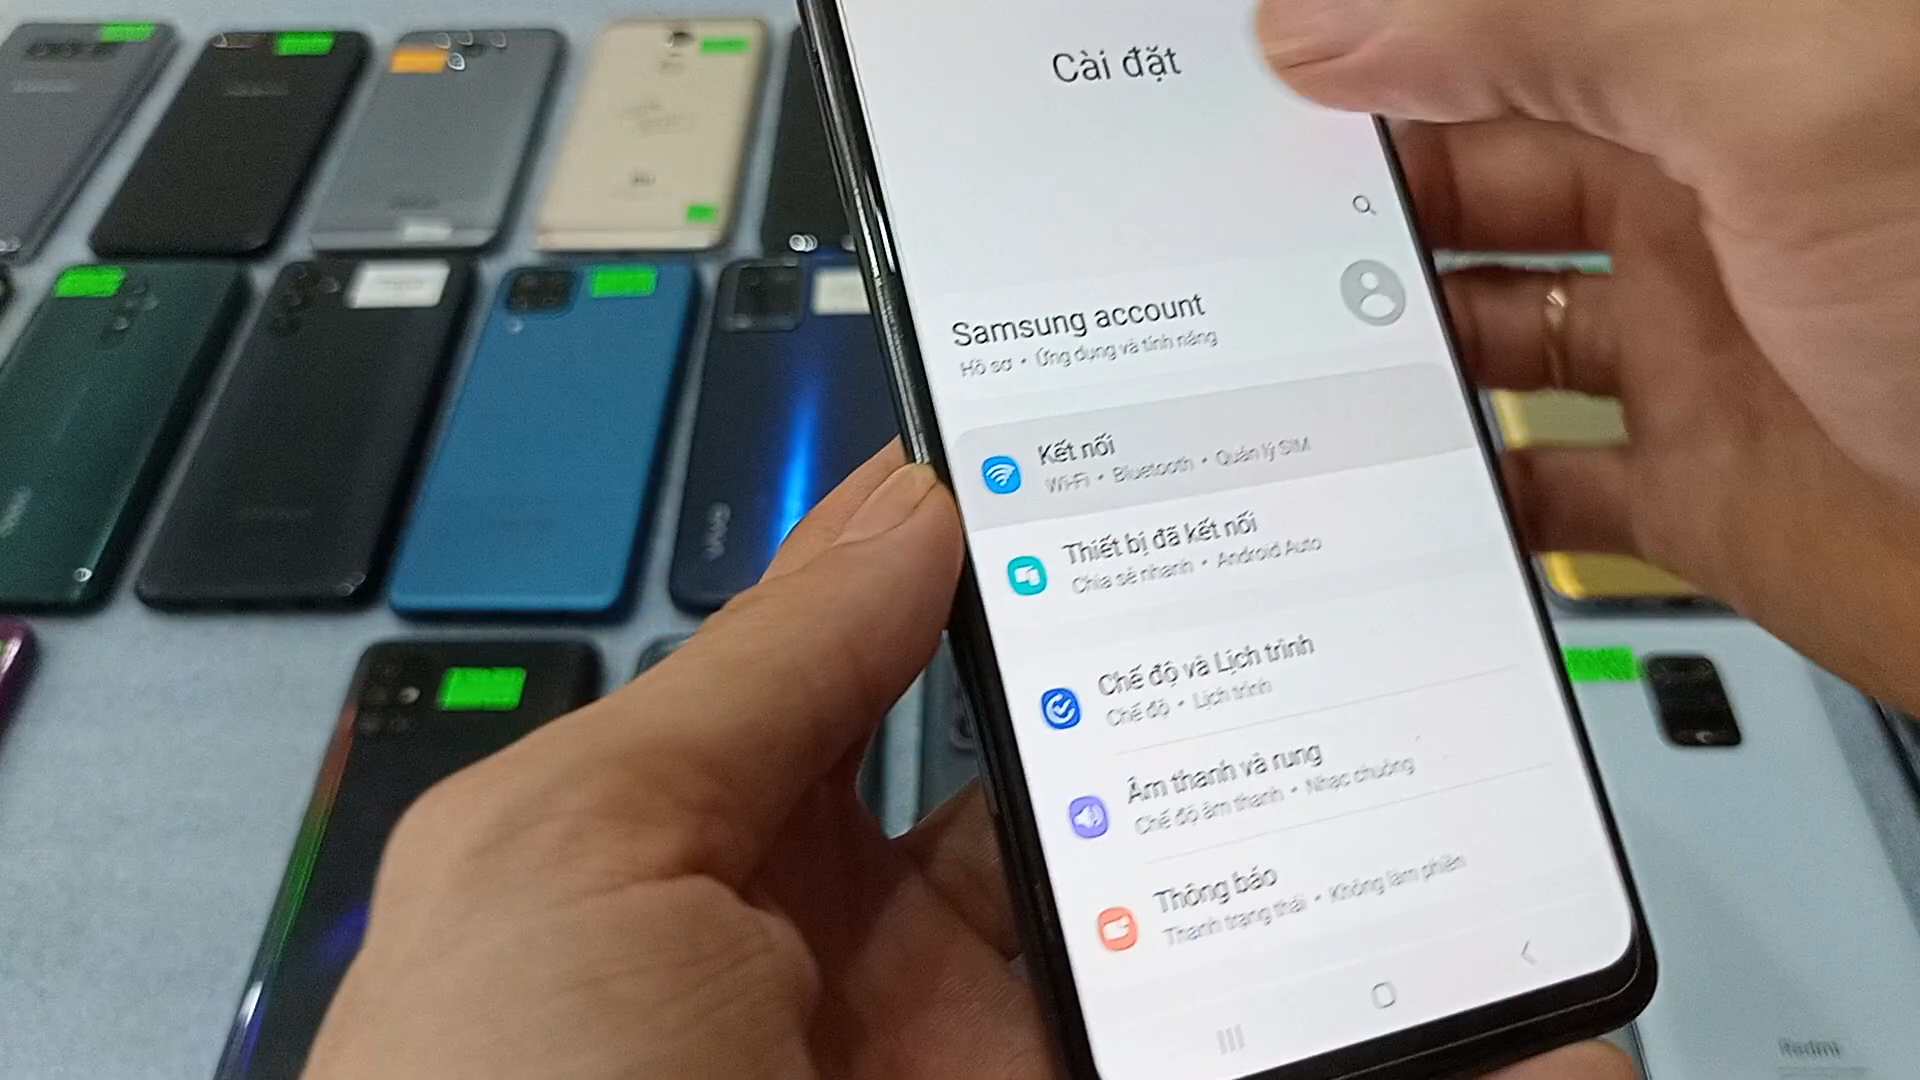 Cài đặt
Samsung account
Hồ sơ • Ứng dụng và tính năng
Kết nối
Wi-Fi • Bluetooth • Quản lý SIM
Thiết bị đã kết nối
Chia sẻ nhanh • Android Auto
Chế độ và Lịch trình
Chế độ • Lịch trình
Âm thanh và rung
Chế độ âm thanh • Nhạc chuông
Thông báo
Thanh trạng thái • Không làm phiền
vivo
Redmi